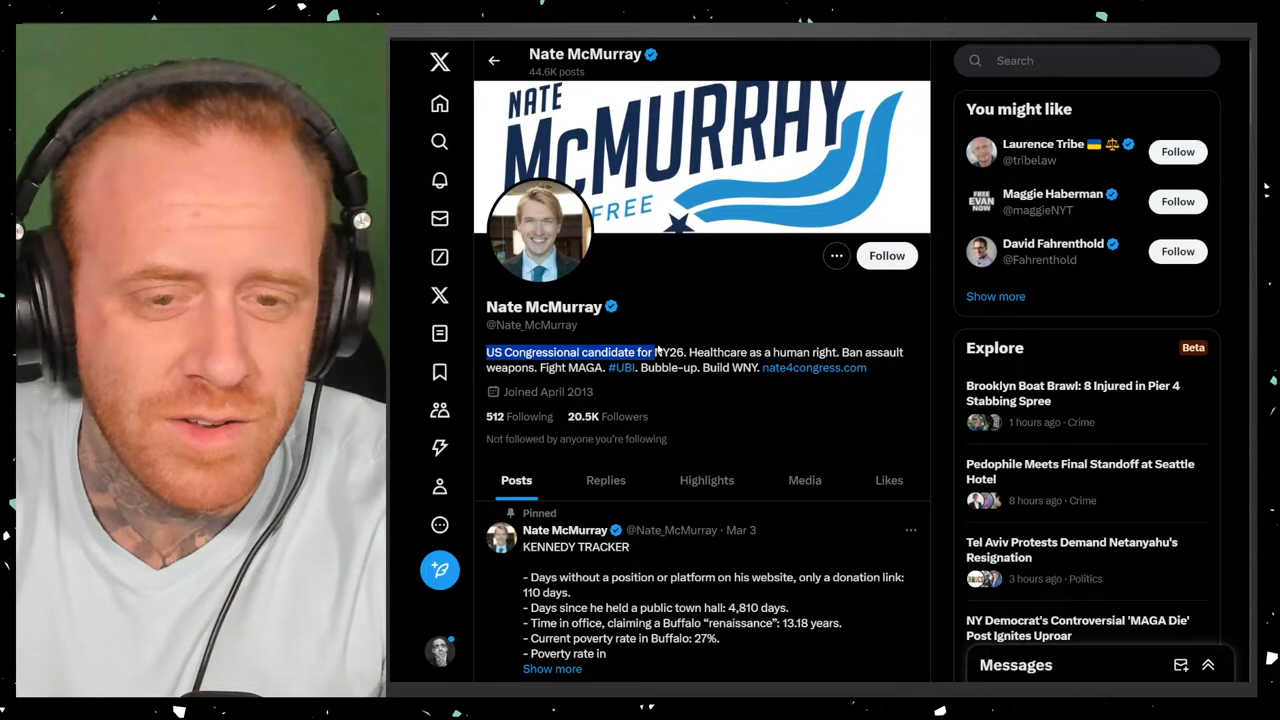 Nate McMurray
44.6K posts
NATE
McMURRAY
FREE
Follow
Nate McMurray
@Nate_McMurray
US Congressional candidate for NY26. Healthcare as a human right. Ban assault
weapons. Fight MAGA. #UBI. Bubble-up. Build WNY. nate4congress.com
Joined April 2013
512 Following 20.5K Followers
Not followed by anyone you're following
Posts Replies Highlights Media Likes
Pinned
Nate McMurray @Nate_McMurray · Mar 3
KENNEDY TRACKER
- Days without a position or platform on his website, only a donation link:
110 days.
- Days since he held a public town hall: 4,810 days.
- Time in office, claiming a Buffalo “renaissance”: 13.18 years.
- Current poverty rate in Buffalo: 27%.
- Poverty rate in
Show more
Search
You might like
Laurence Tribe
@tribelaw
Follow
FREE
EVAN
NOW
Maggie Haberman
@maggieNYT
Follow
David Fahrenthold
@Fahrenthold
Follow
Show more
Explore
Beta
Brooklyn Boat Brawl: 8 Injured in Pier 4
Stabbing Spree
1 hours ago · Crime
Pedophile Meets Final Standoff at Seattle
Hotel
8 hours ago · Crime
Tel Aviv Protests Demand Netanyahu's
Resignation
3 hours ago · Politics
NY Democrat's Controversial 'MAGA Die'
Post Ignites Uproar
Messages